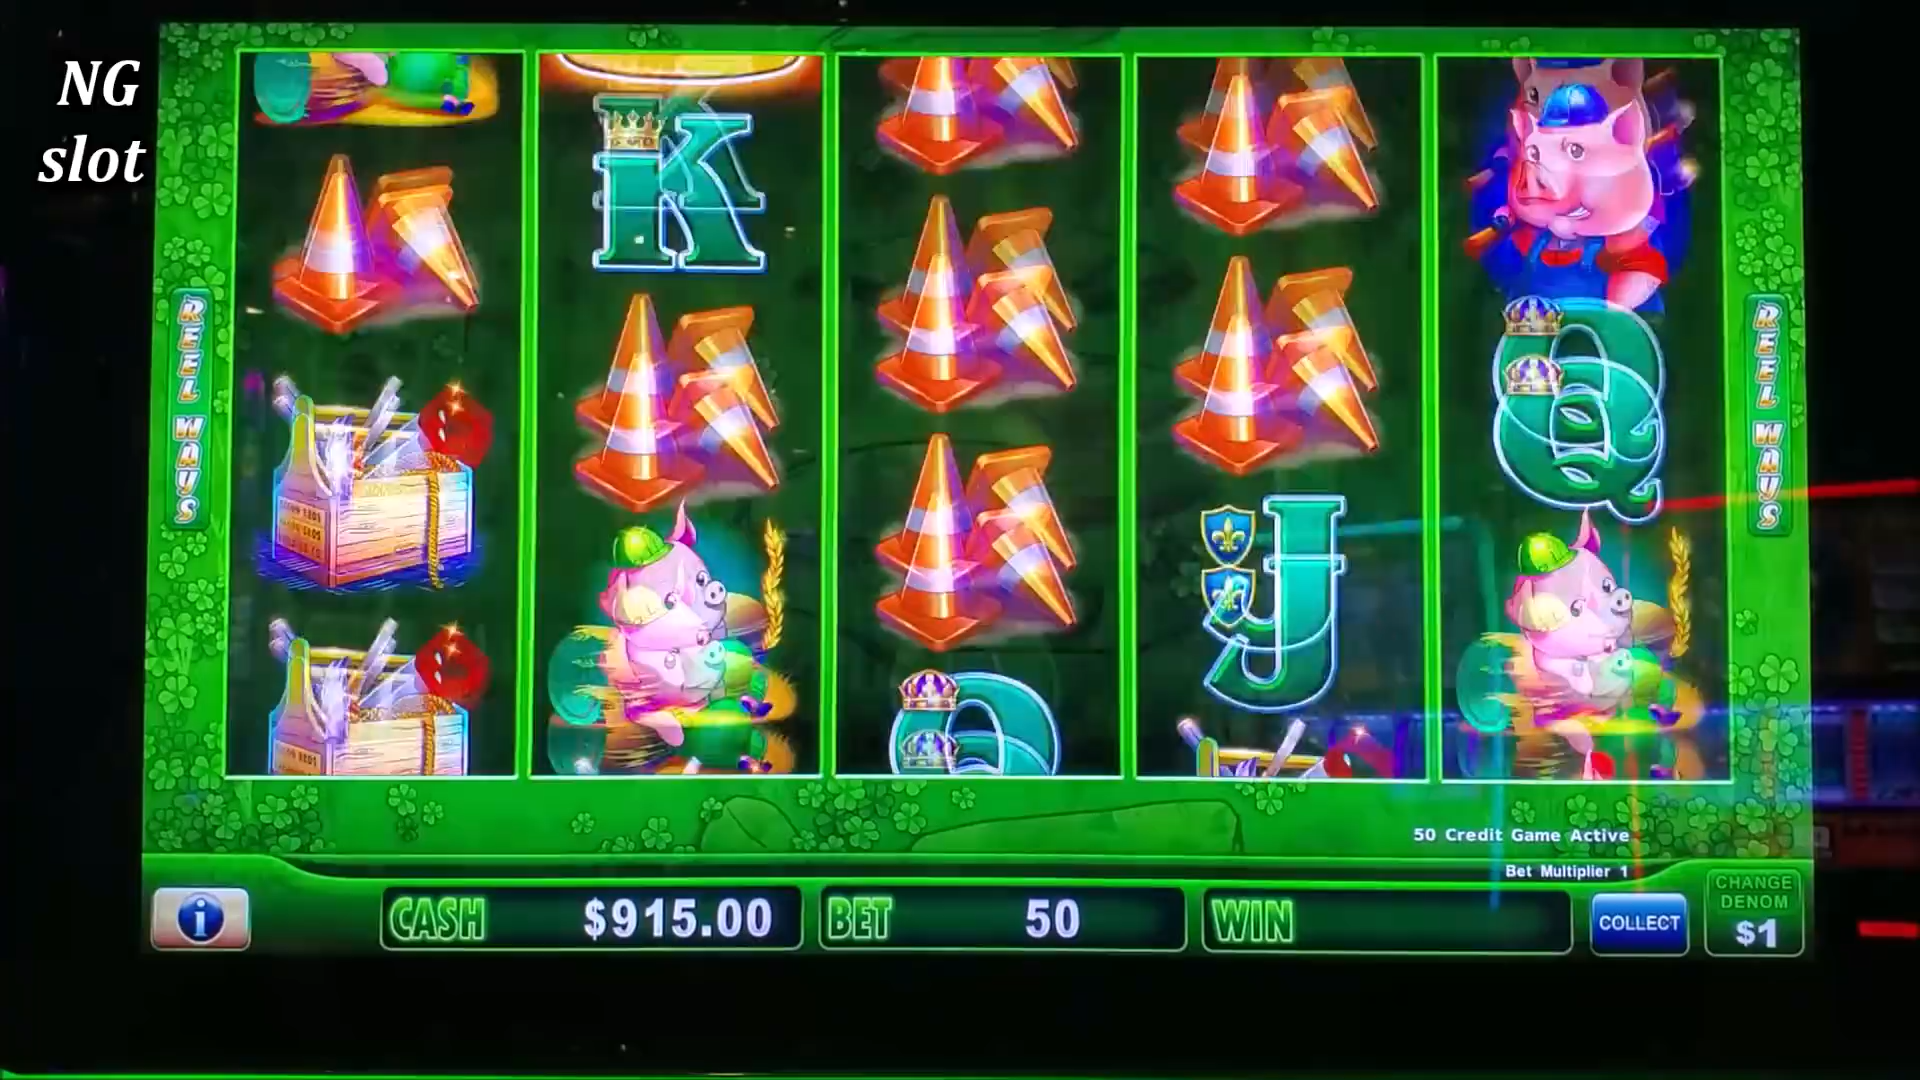 NG
slot
REEL WAYS
REEL WAYS
K
Q
J
Q
50 Credit Game Active
Bet Multiplier 1
i
CASH $915.00
BET 50
WIN
COLLECT
CHANGE
DENOM
$1